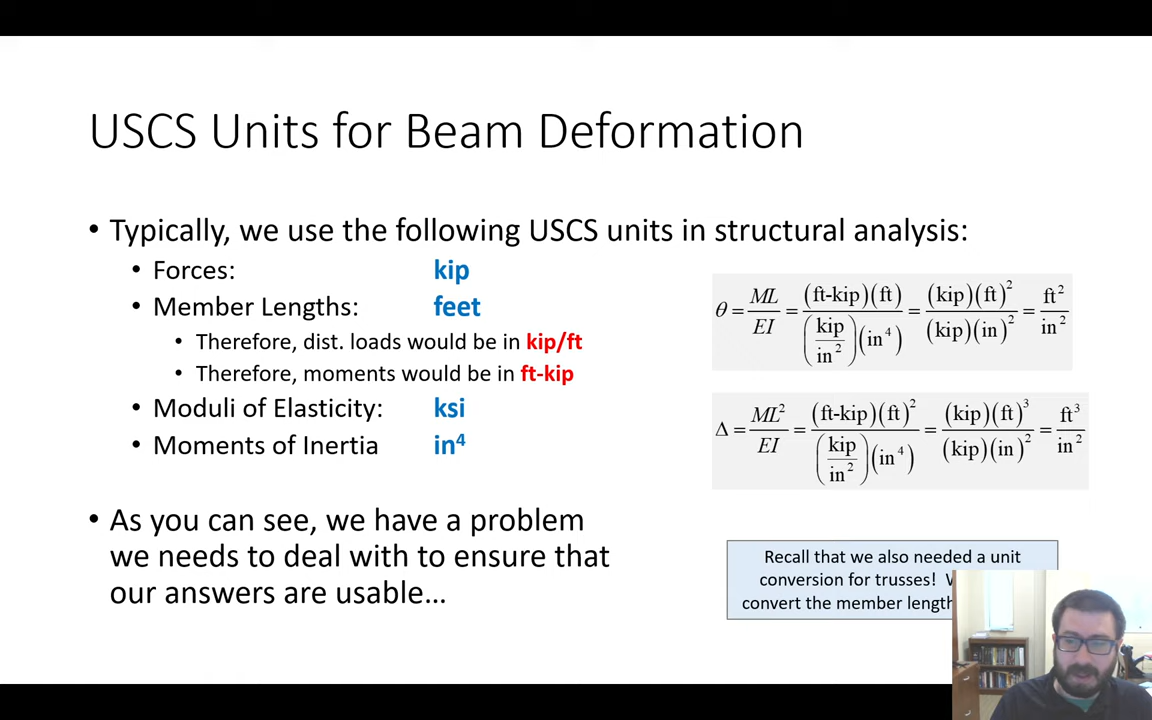 USCS Units for Beam Deformation
• Typically, we use the following USCS units in structural analysis:
• Forces: kip
• Member Lengths: feet
• Therefore, dist. loads would be in kip/ft
• Therefore, moments would be in ft-kip
• Moduli of Elasticity: ksi
• Moments of Inertia in⁴
• As you can see, we have a problem
we needs to deal with to ensure that
our answers are usable…
θ = ML/EI = (ft-kip)(ft)/((kip/in²)(in⁴)) = (kip)(ft)²/((kip)(in)²) = ft²/in²
Δ = ML²/EI = (ft-kip)(ft)²/((kip/in²)(in⁴)) = (kip)(ft)³/((kip)(in)²) = ft³/in²
Recall that we also needed a unit
conversion for trusses!
convert the member length